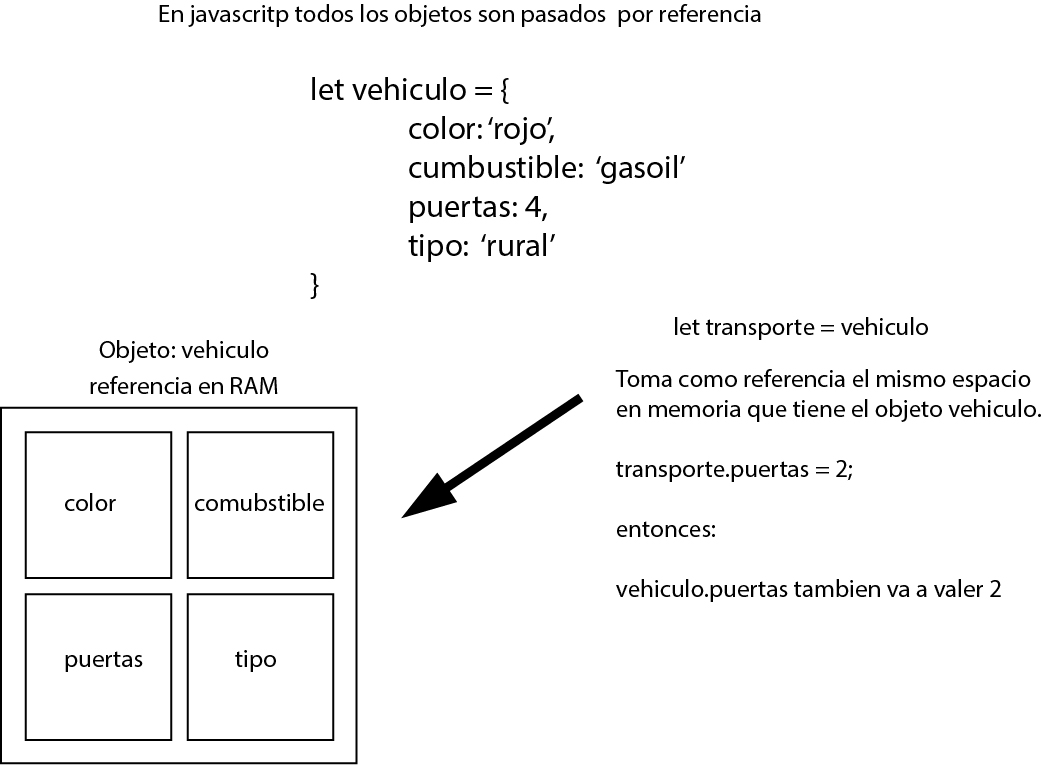 En javascritp todos los objetos son pasados por referencia
let vehiculo = {
color: ‘rojo’,
cumbustible: ‘gasoil’
puertas: 4,
tipo: ‘rural’
}
Objeto: vehiculo
referencia en RAM
color
comubstible
puertas
tipo
let transporte = vehiculo
Toma como referencia el mismo espacio
en memoria que tiene el objeto vehiculo.
transporte.puertas = 2;
entonces:
vehiculo.puertas tambien va a valer 2